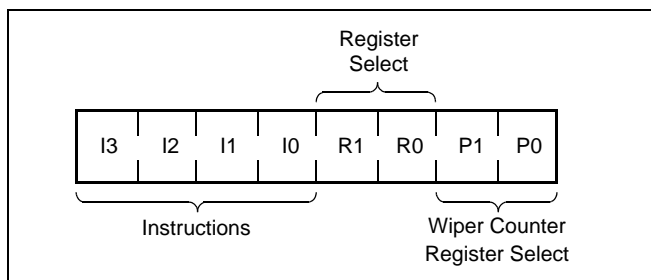 Register
Select
I3 I2 I1 I0 R1 R0 P1 P0
Instructions
Wiper Counter
Register Select